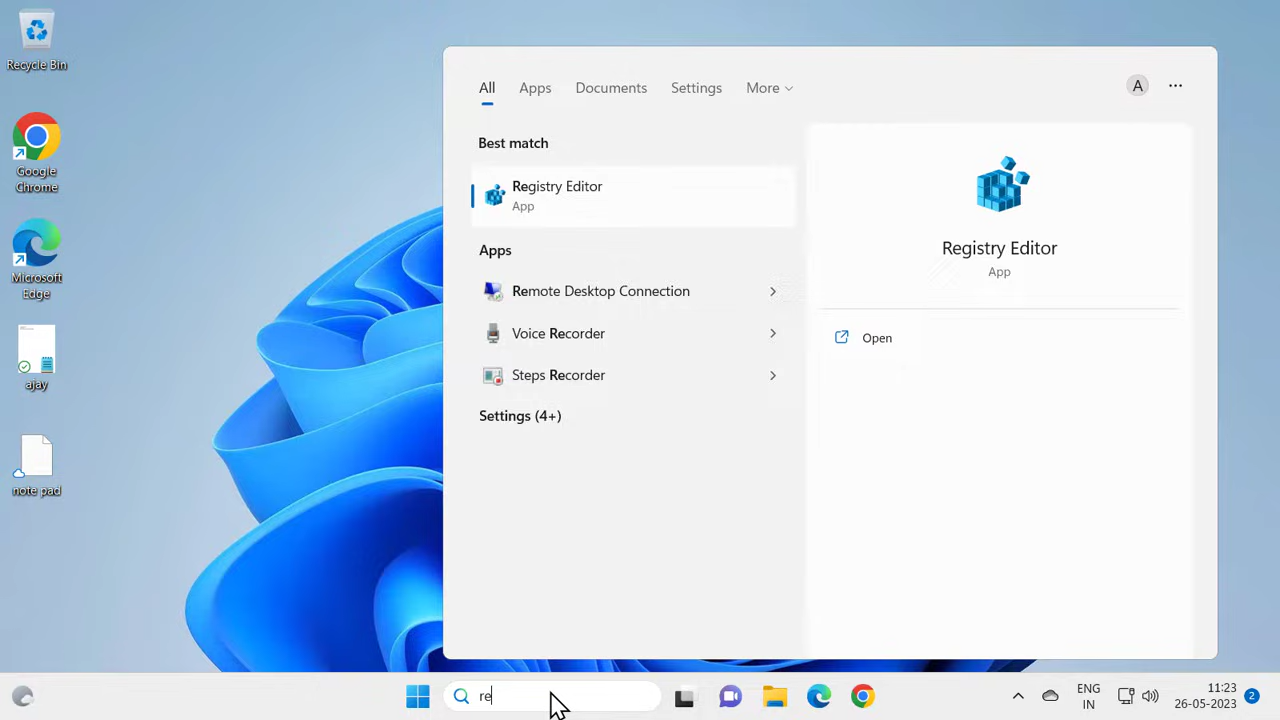 Recycle Bin
Google
Chrome
Microsoft
Edge
ajay
note pad
All Apps Documents Settings More
A
Best match
Registry Editor
App
Apps
Remote Desktop Connection
Voice Recorder
Steps Recorder
Settings (4+)
Registry Editor
App
Open
re
ENG
IN
11:23
26-05-2023
2